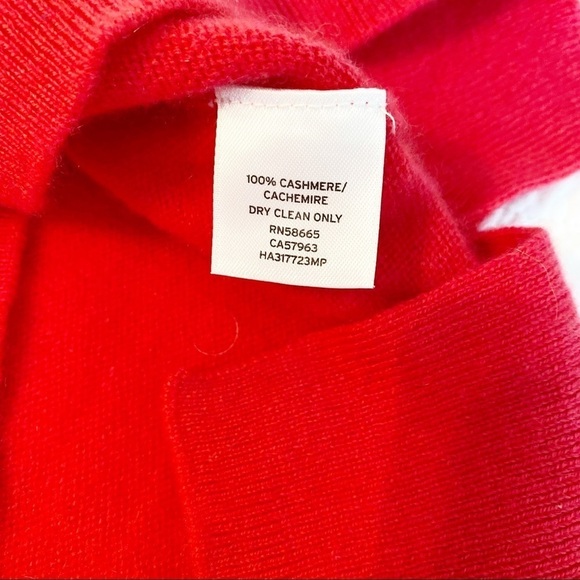 100% CASHMERE/
CACHEMIRE
DRY CLEAN ONLY
RN58665
CA57963
HA317723MP